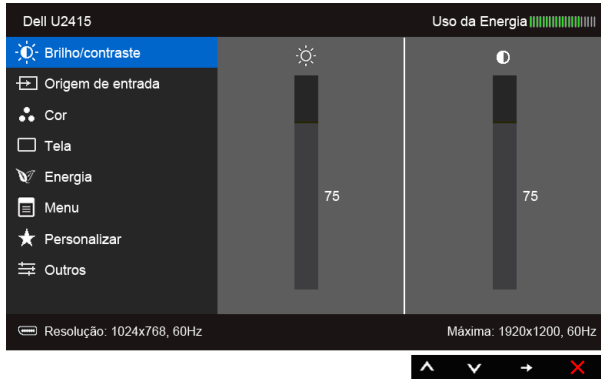 Dell U2415
Uso da Energia
Brilho/contraste
Origem de entrada
Cor
Tela
Energia
Menu
Personalizar
Outros
75
75
Resolução: 1024x768, 60Hz
Máxima: 1920x1200, 60Hz